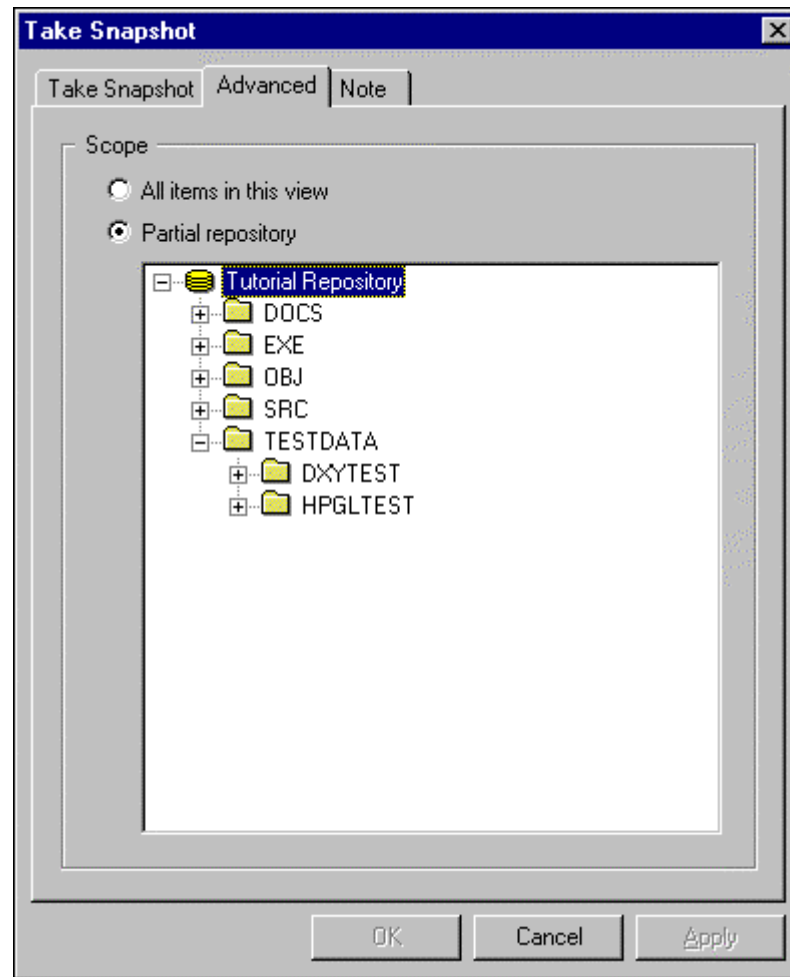 Take Snapshot
Take Snapshot Advanced Note
Scope
All items in this view
Partial repository
Tutorial Repository
DOCS
EXE
OBJ
SRC
TESTDATA
DXYTEST
HPGLTEST
OK Cancel Apply